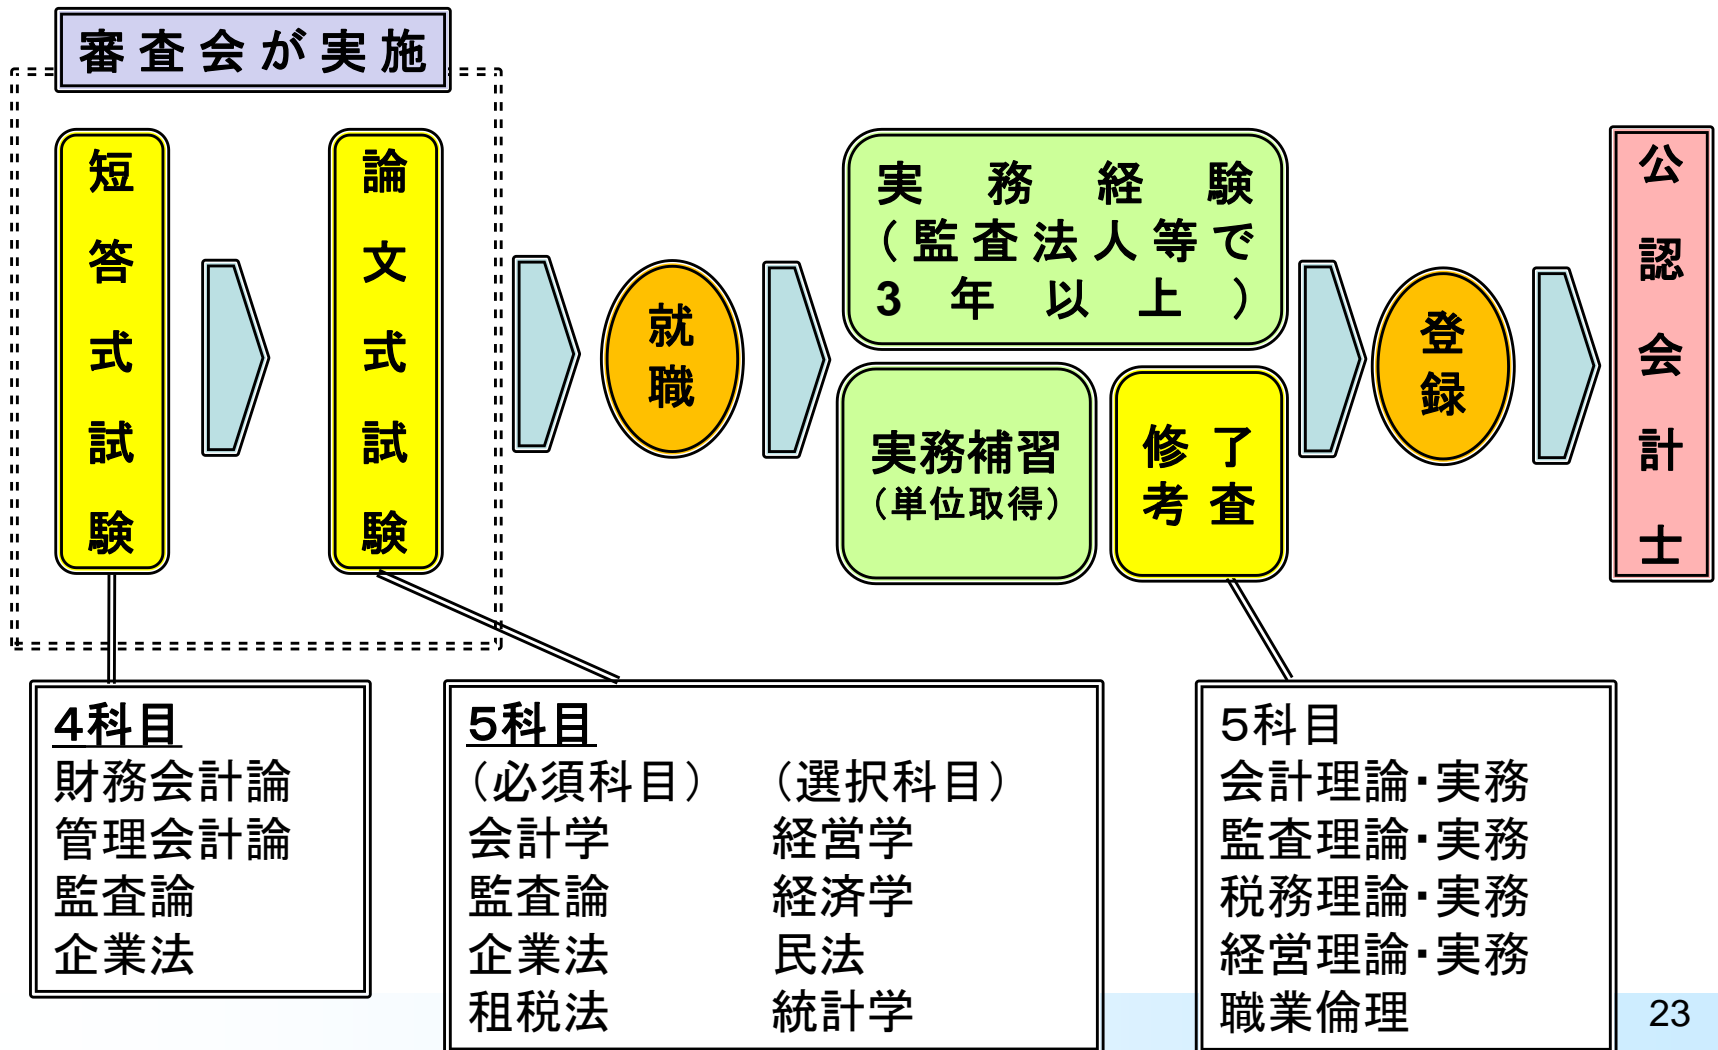 審査会が実施
短答式試験
論文式試験
就職
実務経験
（監査法人等で
3年以上）
実務補習
（単位取得）
修了
考査
登録
公認会計士
４科目
財務会計論
管理会計論
監査論
企業法
５科目
（必須科目）　（選択科目）
会計学　経営学
監査論　経済学
企業法　民法
租税法　統計学
５科目
会計理論・実務
監査理論・実務
税務理論・実務
経営理論・実務
職業倫理
23